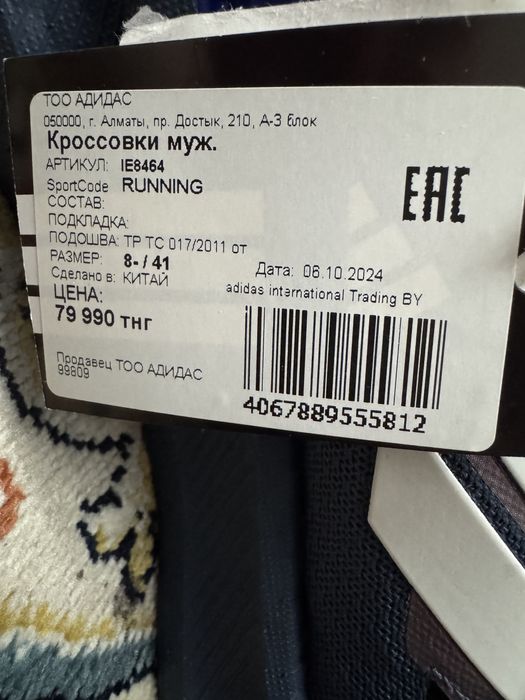 ТОО АДИДАС
050000, г. Алматы, пр. Достык, 210, А-3 блок
Кроссовки муж.
АРТИКУЛ: IE8464
SportCode RUNNING
СОСТАВ:
ПОДКЛАДКА:
ПОДОШВА: ТР ТС 017/2011 от
РАЗМЕР: 8- / 41
Сделано в: КИТАЙ
ЦЕНА:
79 990 тнг
Продавец ТОО АДИДАС
99809
EAC
Дата: 06.10.2024
adidas international Trading BV
4067889555812